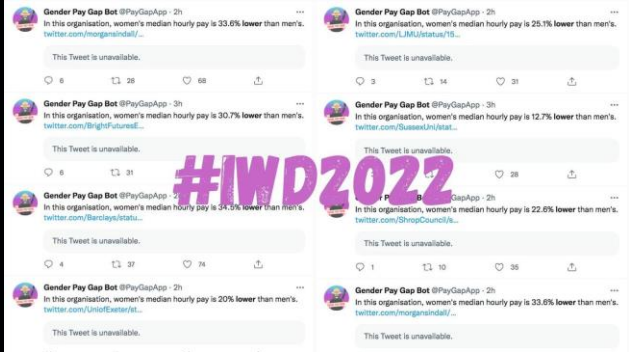 Gender Pay Gap Bot @PayGapApp · 2h
In this organisation, women's median hourly pay is 33.6% lower than men's.
twitter.com/morgansindall/...
This Tweet is unavailable.
6 28 68
Gender Pay Gap Bot @PayGapApp · 3h
In this organisation, women's median hourly pay is 30.7% lower than men's.
twitter.com/BrightFuturesE...
This Tweet is unavailable.
6 31
Gender Pay Gap Bot @PayGapApp · 2
In this organisation, women's median hourly pay is 34.5% lower than men's.
twitter.com/Barclays/statu...
This Tweet is unavailable.
4 37 74
Gender Pay Gap Bot @PayGapApp · 2h
In this organisation, women's median hourly pay is 20% lower than men's.
twitter.com/UniofExeter/st...
This Tweet is unavailable.
#IWD2022
Gender Pay Gap Bot @PayGapApp · 2h
In this organisation, women's median hourly pay is 25.1% lower than men's.
twitter.com/LJMU/status/15...
This Tweet is unavailable.
3 14 31
Gender Pay Gap Bot @PayGapApp · 3h
In this organisation, women's median hourly pay is 12.7% lower than men's.
twitter.com/SussexUni/stat...
This Tweet is unavailable.
28
Pay GapApp · 2h
In this organisation, women's median hourly pay is 22.6% lower than men's.
twitter.com/ShropCouncil/s...
This Tweet is unavailable.
1 10 35
Gender Pay Gap Bot @PayGapApp · 2h
In this organisation, women's median hourly pay is 33.6% lower than men's.
twitter.com/morgansindall/...
This Tweet is unavailable.